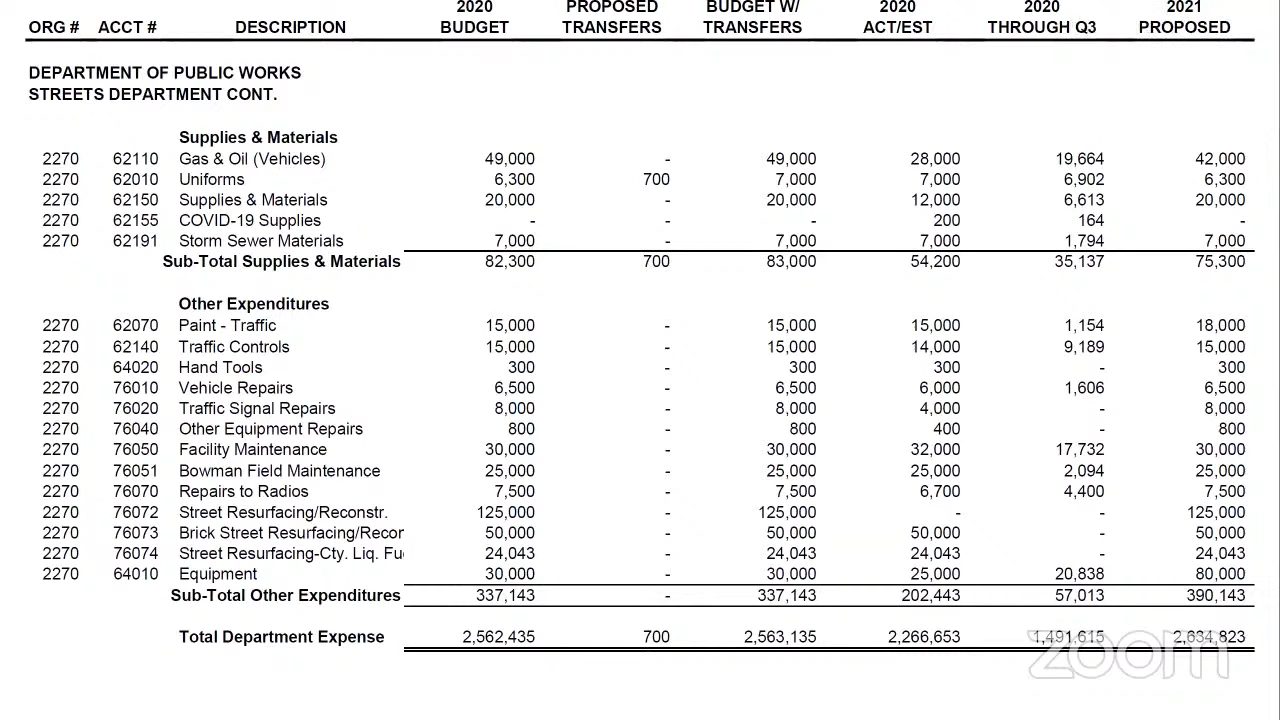 2020 PROPOSED BUDGET W/ 2020 2020 2021
ORG # ACCT # DESCRIPTION BUDGET TRANSFERS TRANSFERS ACT/EST THROUGH Q3 PROPOSED
DEPARTMENT OF PUBLIC WORKS
STREETS DEPARTMENT CONT.
Supplies & Materials
2270 62110 Gas & Oil (Vehicles) 49,000 - 49,000 28,000 19,664 42,000
2270 62010 Uniforms 6,300 700 7,000 7,000 6,902 6,300
2270 62150 Supplies & Materials 20,000 - 20,000 12,000 6,613 20,000
2270 62155 COVID-19 Supplies - - - 200 164 -
2270 62191 Storm Sewer Materials 7,000 - 7,000 7,000 1,794 7,000
Sub-Total Supplies & Materials 82,300 700 83,000 54,200 35,137 75,300
Other Expenditures
2270 62070 Paint - Traffic 15,000 - 15,000 15,000 1,154 18,000
2270 62140 Traffic Controls 15,000 - 15,000 14,000 9,189 15,000
2270 64020 Hand Tools 300 - 300 300 - 300
2270 76010 Vehicle Repairs 6,500 - 6,500 6,000 1,606 6,500
2270 76020 Traffic Signal Repairs 8,000 - 8,000 4,000 - 8,000
2270 76040 Other Equipment Repairs 800 - 800 400 - 800
2270 76050 Facility Maintenance 30,000 - 30,000 32,000 17,732 30,000
2270 76051 Bowman Field Maintenance 25,000 - 25,000 25,000 2,094 25,000
2270 76070 Repairs to Radios 7,500 - 7,500 6,700 4,400 7,500
2270 76072 Street Resurfacing/Reconstr. 125,000 - 125,000 - - 125,000
2270 76073 Brick Street Resurfacing/Recor 50,000 - 50,000 50,000 - 50,000
2270 76074 Street Resurfacing-Cty. Liq. Fu 24,043 - 24,043 24,043 - 24,043
2270 64010 Equipment 30,000 - 30,000 25,000 20,838 80,000
Sub-Total Other Expenditures 337,143 - 337,143 202,443 57,013 390,143
Total Department Expense 2,562,435 700 2,563,135 2,266,653 1,491,615 2,634,823
zoom